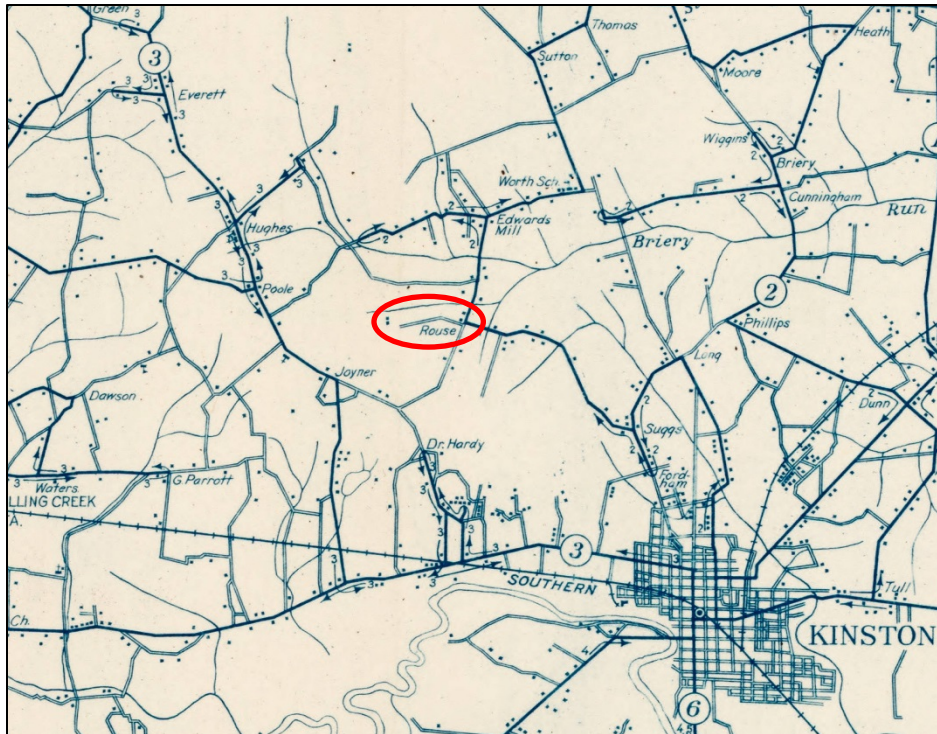 Green
Thomas
Heath
Sutton
3
Moore
Everett
Wiggins
Briery
Worth Sch.
Cunningham
Edwards
Mill
Run
Hughes
Briery
Poole
2
Rouse
Phillips
Long
Joyner
Dawson
Dunn
Suggs
Dr. Hardy
Ford-
ham
G. Parrott
Waters
LLING CREEK
A.
3
SOUTHERN
Tull
Ch.
KINSTON
6
4,5